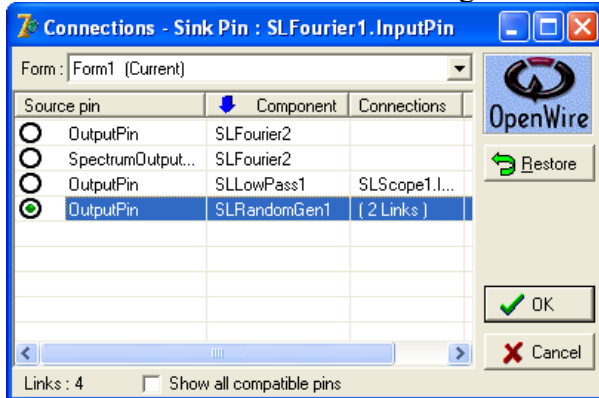 Connections - Sink Pin : SLFourier1.InputPin
Form : Form1 (Current)
OpenWire
Source pin Component Connections
OutputPin SLFourier2
SpectrumOutput... SLFourier2
OutputPin SLLowPass1 SLScope1.I...
OutputPin SLRandomGen1 ( 2 Links )
Restore
OK
Cancel
Links : 4 Show all compatible pins